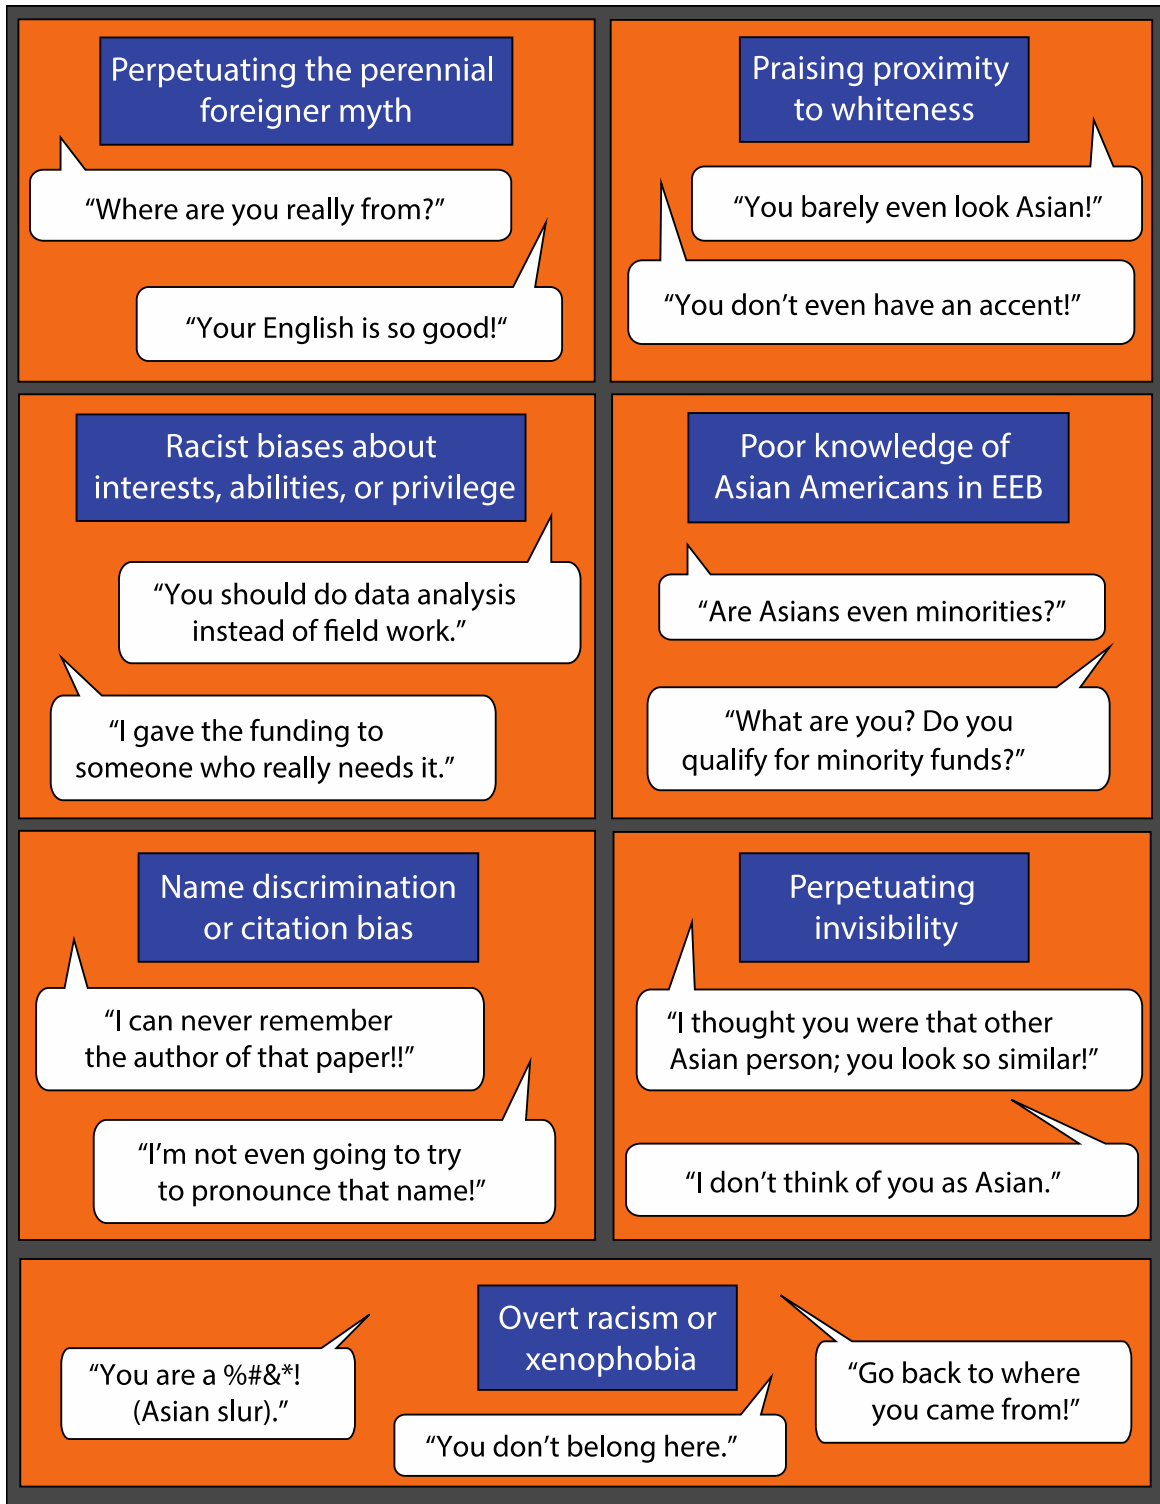 Perpetuating the perennial
foreigner myth
“Where are you really from?”
“Your English is so good!“
Praising proximity
to whiteness
“You barely even look Asian!”
“You don’t even have an accent!”
Racist biases about
interests, abilities, or privilege
“You should do data analysis
instead of field work.”
“I gave the funding to
someone who really needs it.”
Poor knowledge of
Asian Americans in EEB
“Are Asians even minorities?”
“What are you? Do you
qualify for minority funds?”
Name discrimination
or citation bias
“I can never remember
the author of that paper!!”
“I’m not even going to try
to pronounce that name!”
Perpetuating
invisibility
“I thought you were that other
Asian person; you look so similar!”
“I don’t think of you as Asian.”
Overt racism or
xenophobia
“You are a %#&*!
(Asian slur).”
“You don’t belong here.”
“Go back to where
you came from!”